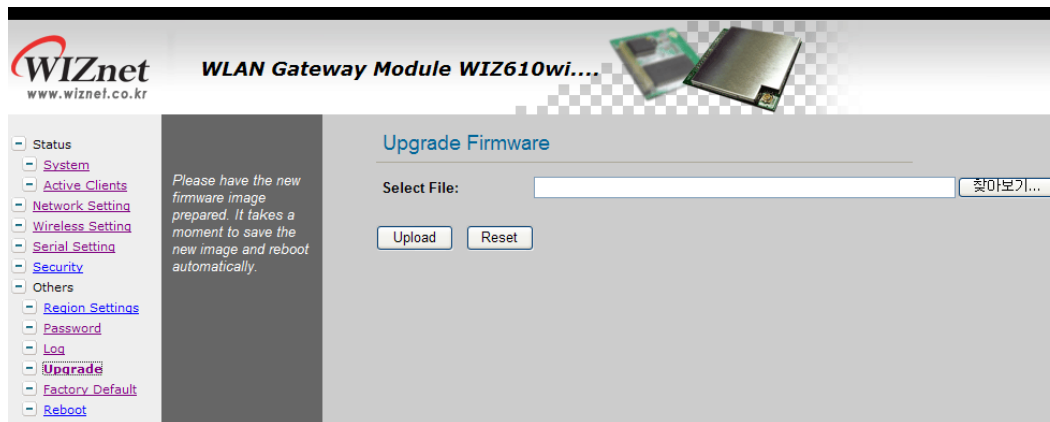 WIZnet
www.wiznet.co.kr
WLAN Gateway Module WIZ610wi....
Status
System
Active Clients
Network Setting
Wireless Setting
Serial Setting
Security
Others
Region Settings
Password
Log
Upgrade
Factory Default
Reboot
Please have the new
firmware image
prepared. It takes a
moment to save the
new image and reboot
automatically.
Upgrade Firmware
Select File:
찾아보기...
Upload Reset